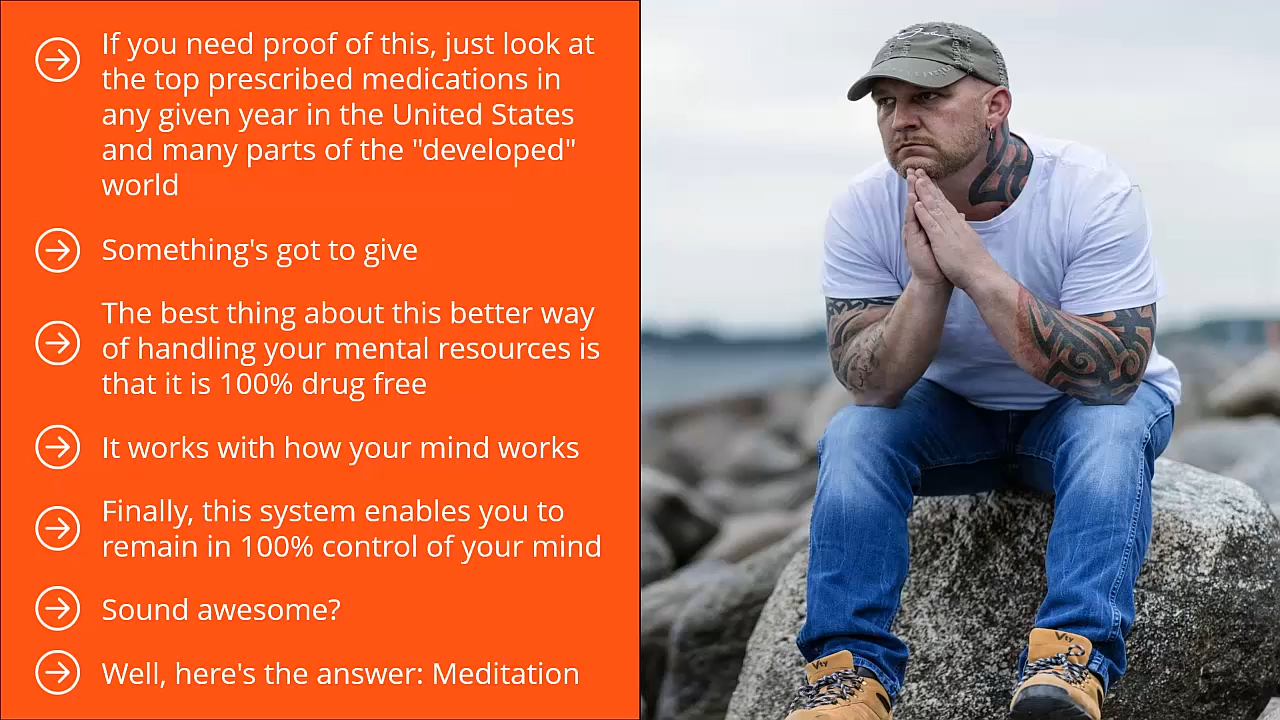 If you need proof of this, just look at
the top prescribed medications in
any given year in the United States
and many parts of the "developed"
world
Something's got to give
The best thing about this better way
of handling your mental resources is
that it is 100% drug free
It works with how your mind works
Finally, this system enables you to
remain in 100% control of your mind
Sound awesome?
Well, here's the answer: Meditation
Vty
Vty